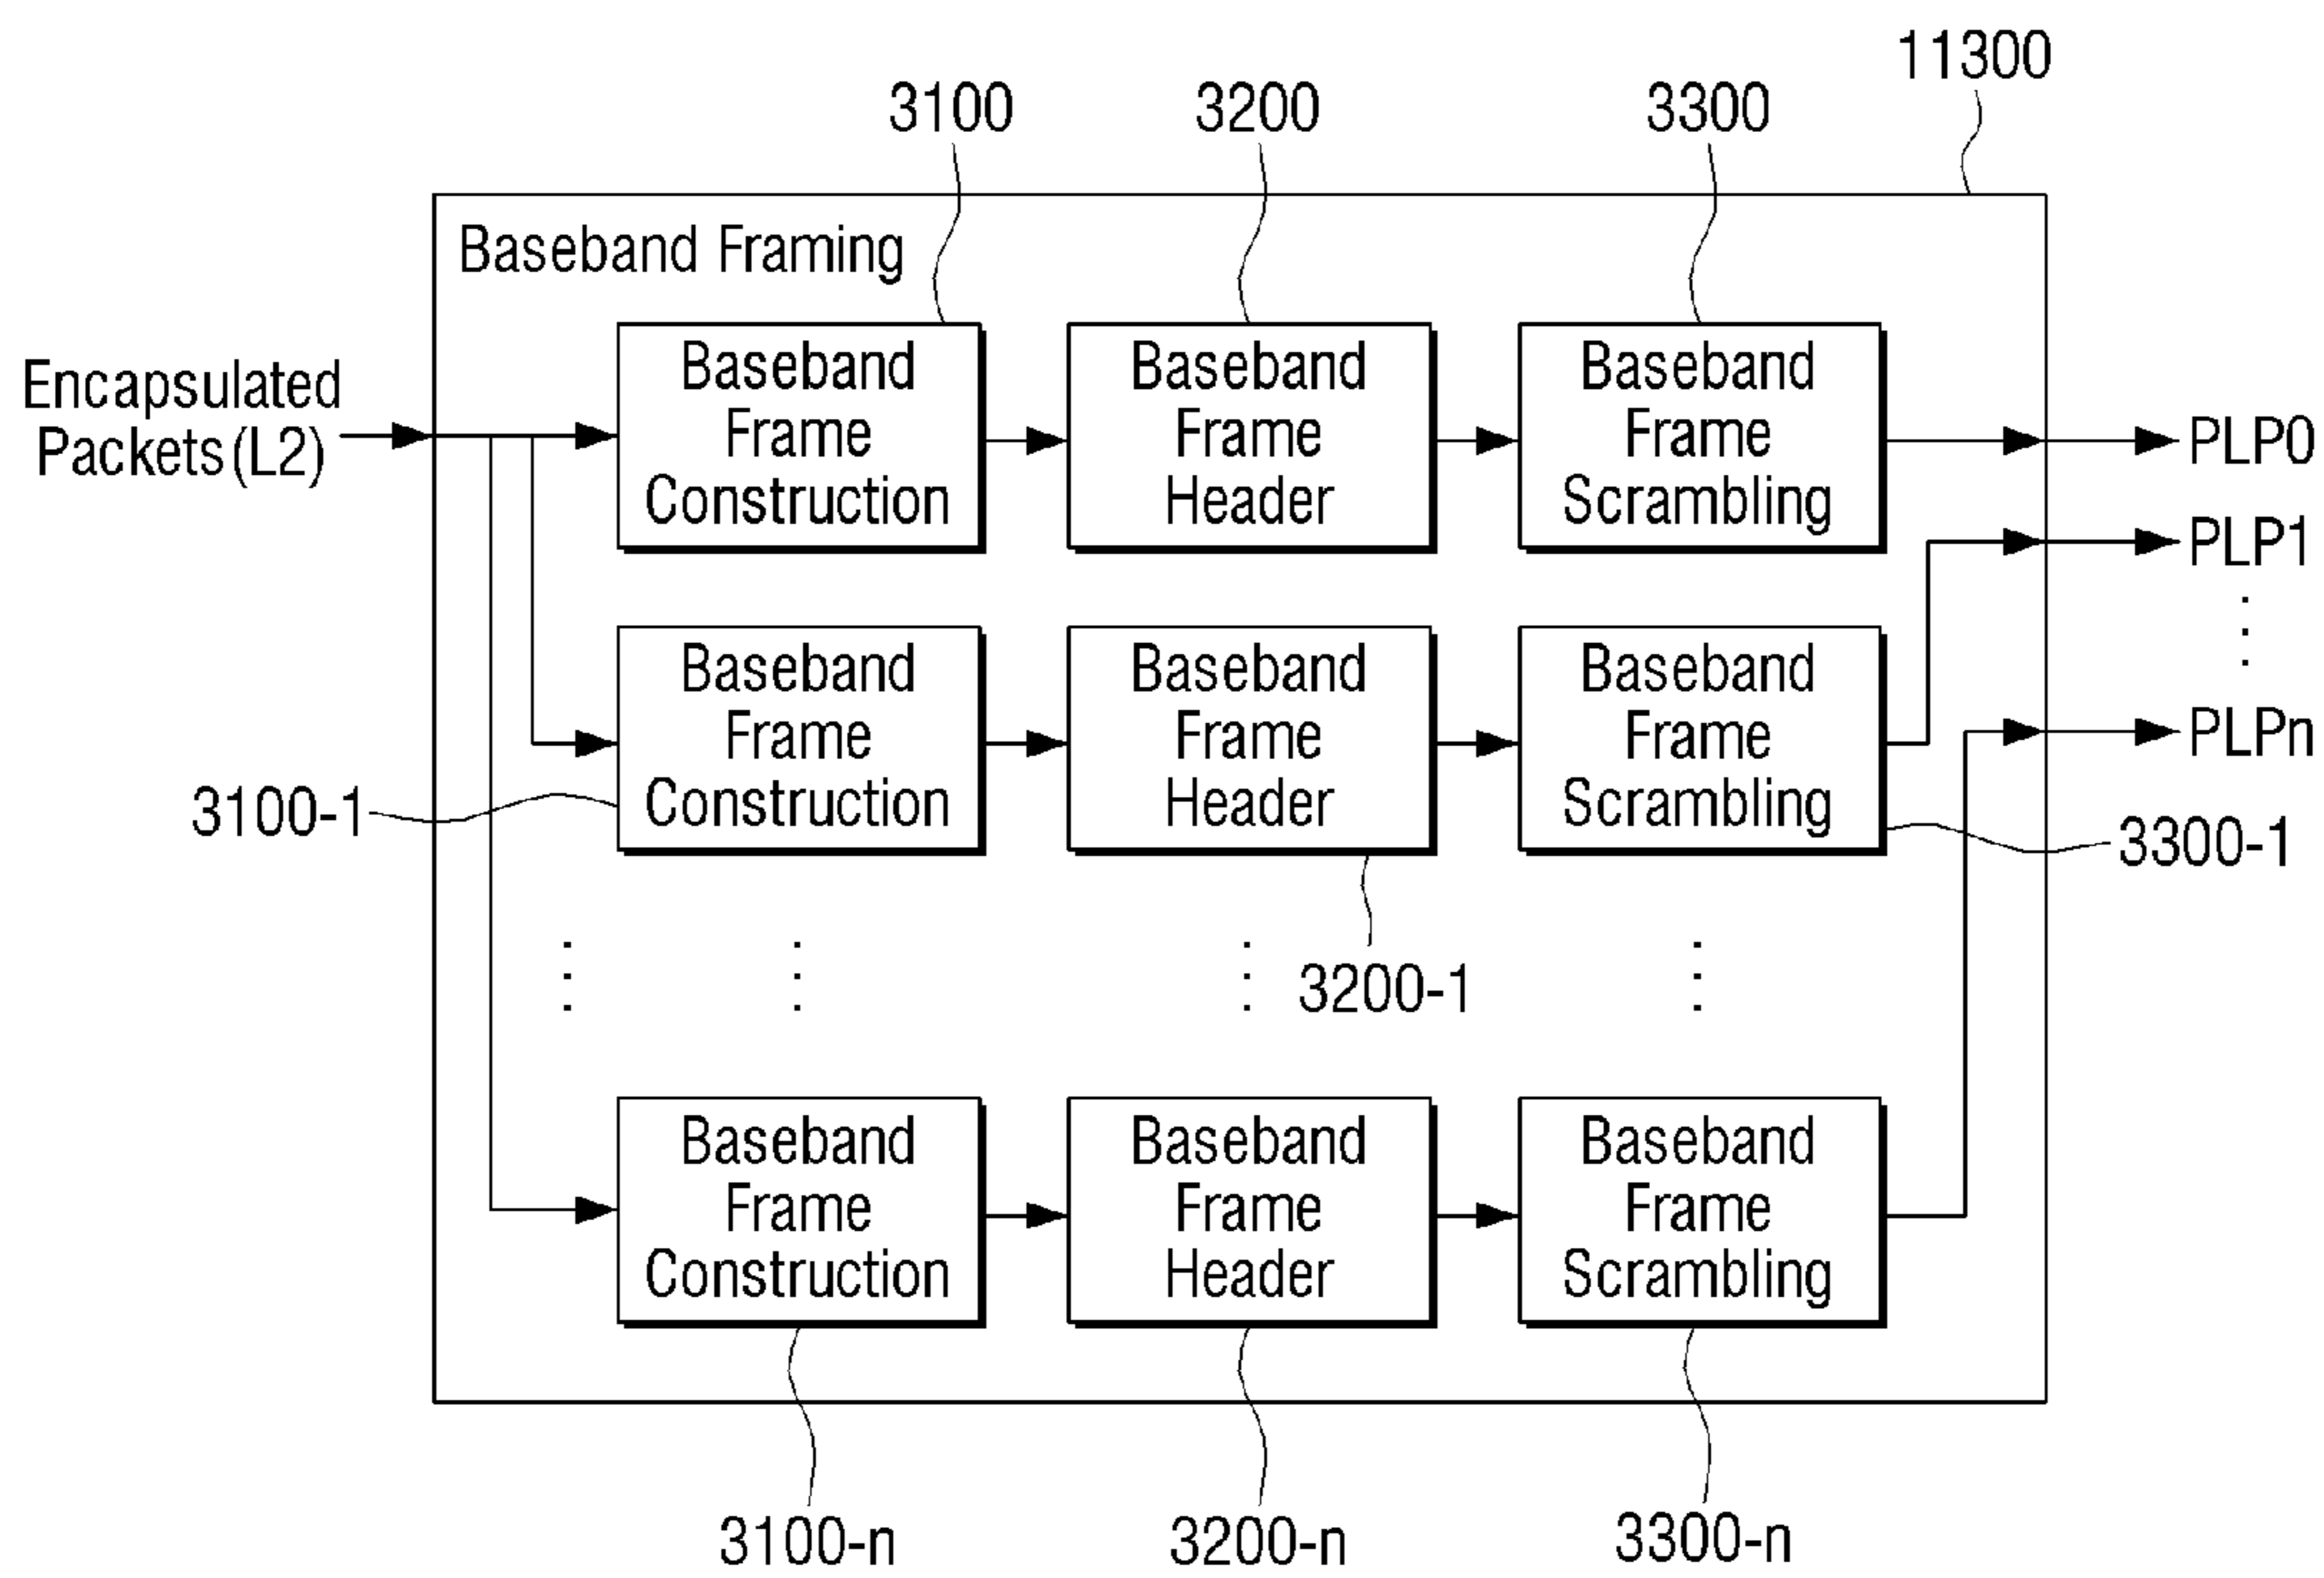 11300
3100
3200
3300
Baseband Framing
Encapsulated
Packets(L2)
Baseband
Frame
Construction
Baseband
Frame
Header
Baseband
Frame
Scrambling
PLP0
PLP1
PLPn
Baseband
Frame
Construction
Baseband
Frame
Header
Baseband
Frame
Scrambling
3100-1
3300-1
3200-1
Baseband
Frame
Construction
Baseband
Frame
Header
Baseband
Frame
Scrambling
3100-n
3200-n
3300-n